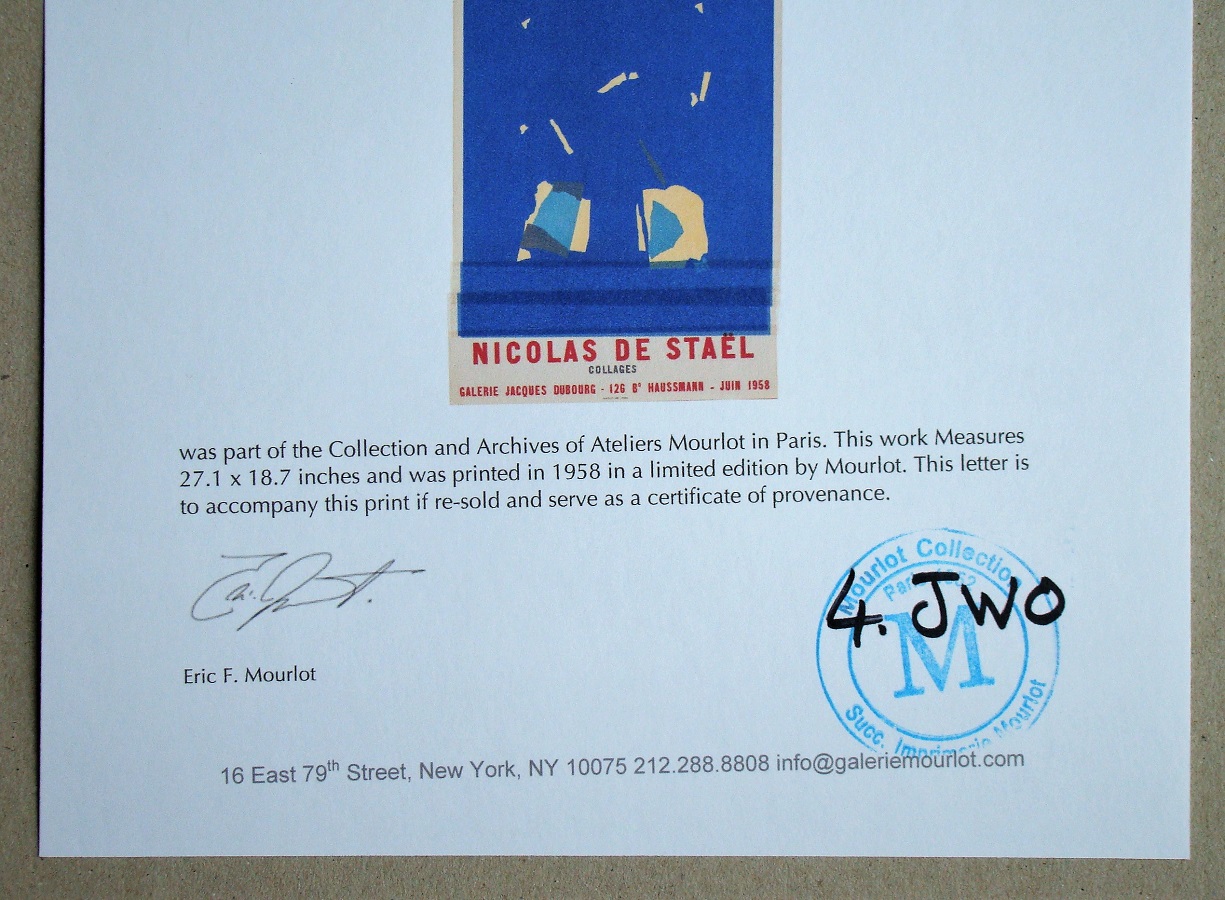 NICOLAS DE STAËL
COLLAGES
GALERIE JACQUES DUBOURG - 126 Bᵈ HAUSSMANN - JUIN 1958
was part of the Collection and Archives of Ateliers Mourlot in Paris. This work Measures
27.1 x 18.7 inches and was printed in 1958 in a limited edition by Mourlot. This letter is
to accompany this print if re-sold and serve as a certificate of provenance.
Mourlot Collection
4. JWO
M
Succ. Imprimerie Mourlot
Eric F. Mourlot
16 East 79th Street, New York, NY 10075 212.288.8808 info@galeriemourlot.com